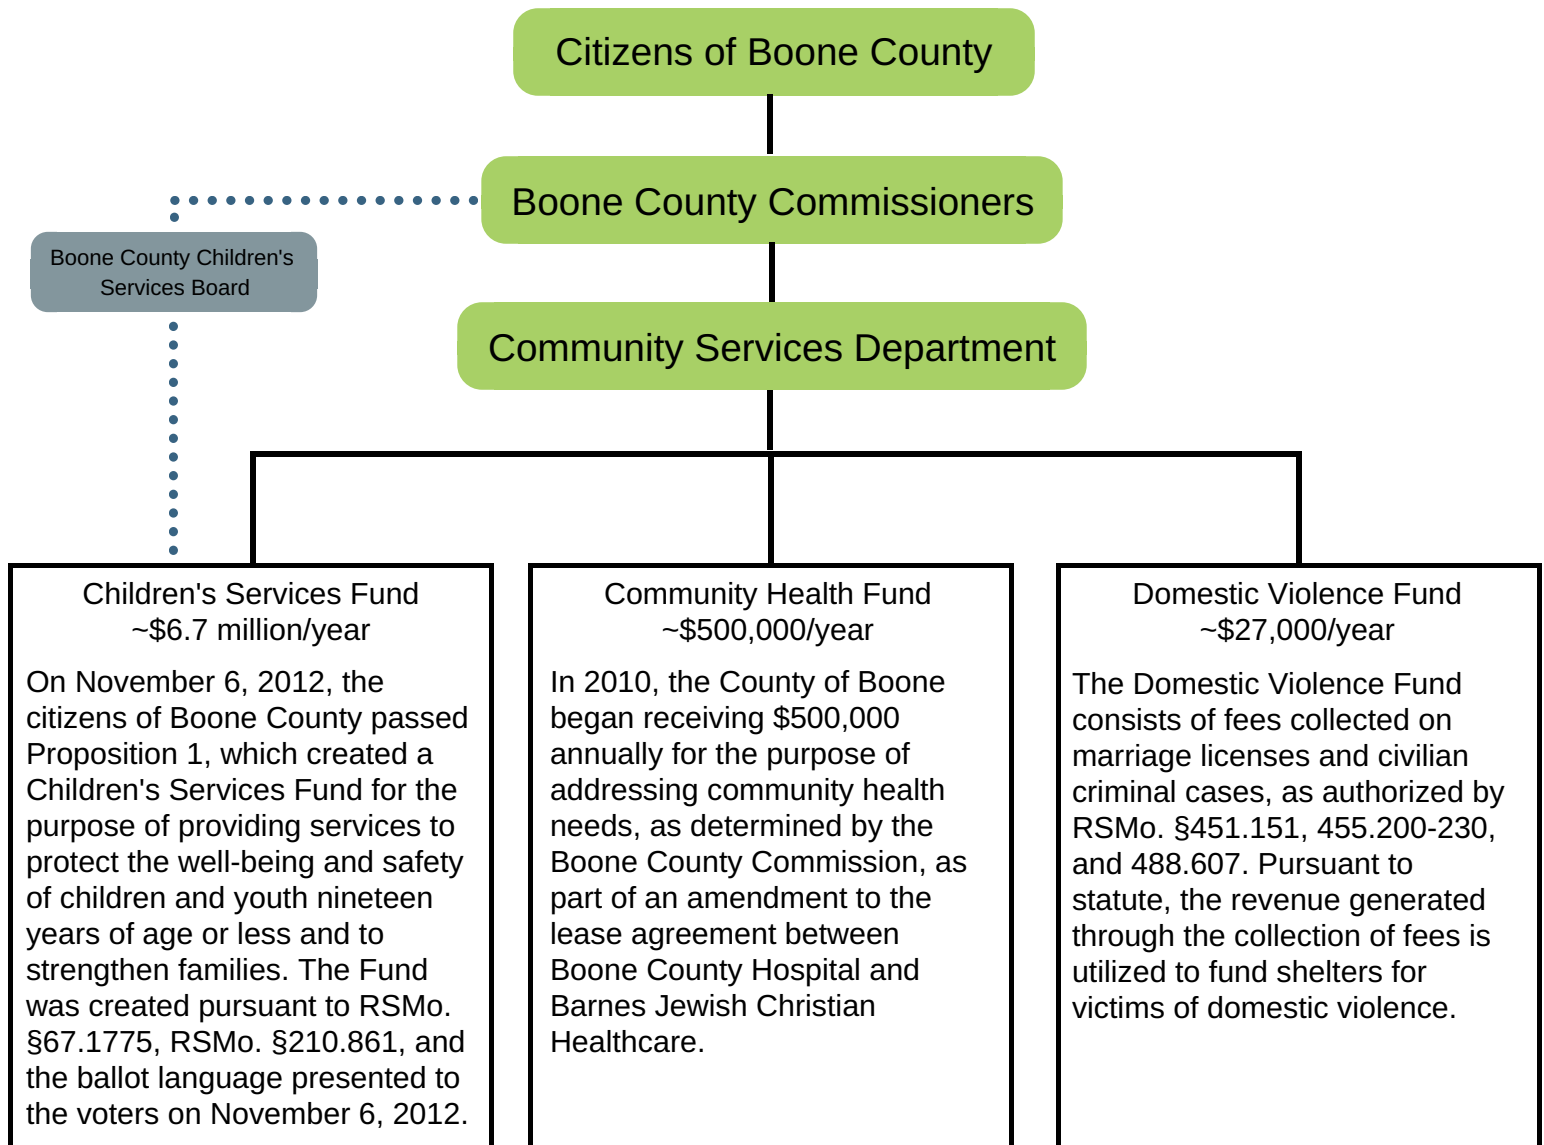 Citizens of Boone County
Boone County Commissioners
Boone County Children's
Services Board
Community Services Department
Children's Services Fund
~$6.7 million/year
On November 6, 2012, the
citizens of Boone County passed
Proposition 1, which created a
Children's Services Fund for the
purpose of providing services to
protect the well-being and safety
of children and youth nineteen
years of age or less and to
strengthen families. The Fund
was created pursuant to RSMo.
§67.1775, RSMo. §210.861, and
the ballot language presented to
the voters on November 6, 2012.
Community Health Fund
~$500,000/year
In 2010, the County of Boone
began receiving $500,000
annually for the purpose of
addressing community health
needs, as determined by the
Boone County Commission, as
part of an amendment to the
lease agreement between
Boone County Hospital and
Barnes Jewish Christian
Healthcare.
Domestic Violence Fund
~$27,000/year
The Domestic Violence Fund
consists of fees collected on
marriage licenses and civilian
criminal cases, as authorized by
RSMo. §451.151, 455.200-230,
and 488.607. Pursuant to
statute, the revenue generated
through the collection of fees is
utilized to fund shelters for
victims of domestic violence.